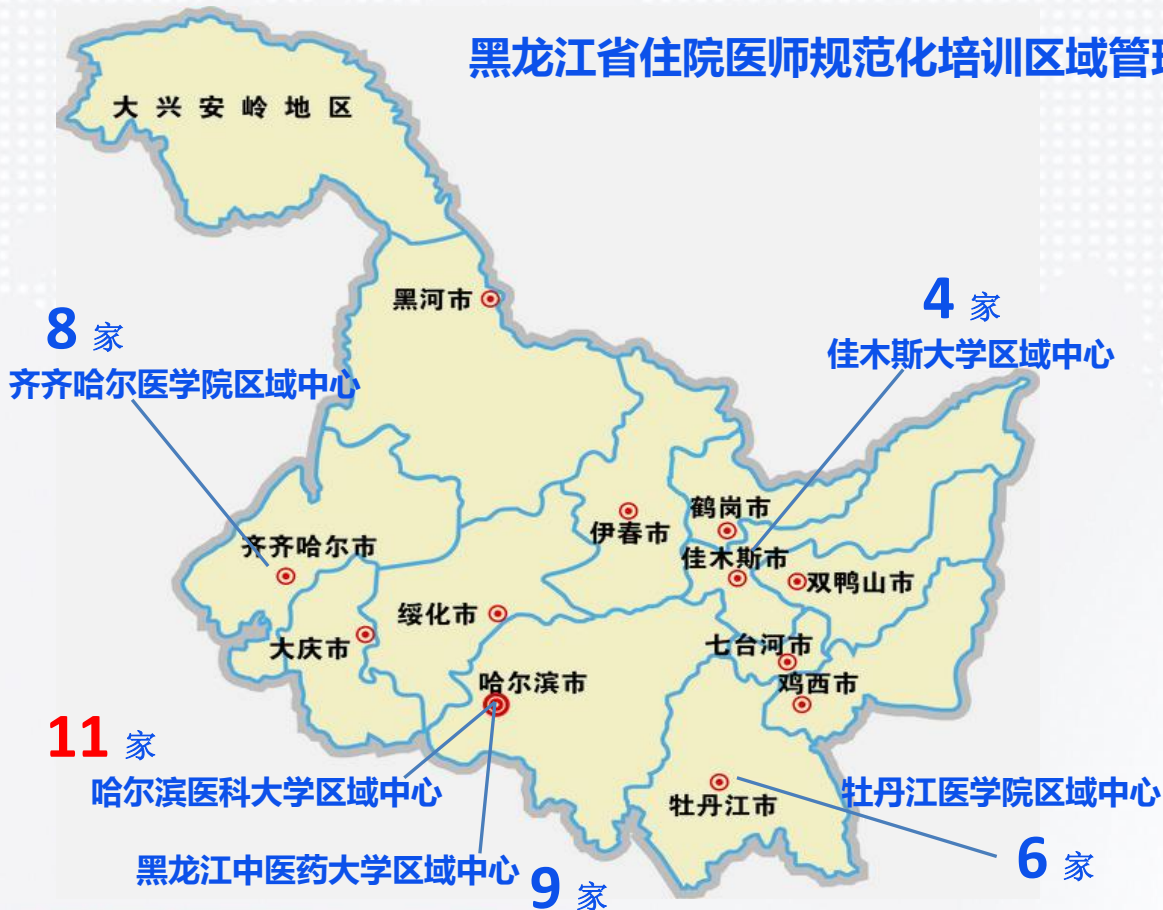 黑龙江省住院医师规范化培训区域管
大兴安岭地区
黑河市
8 家
齐齐哈尔医学院区域中心
4 家
佳木斯大学区域中心
鹤岗市
伊春市
齐齐哈尔市
佳木斯市
双鸭山市
绥化市
大庆市
七台河市
哈尔滨市
鸡西市
11 家
哈尔滨医科大学区域中心
牡丹江医学院区域中心
牡丹江市
6 家
黑龙江中医药大学区域中心
9 家